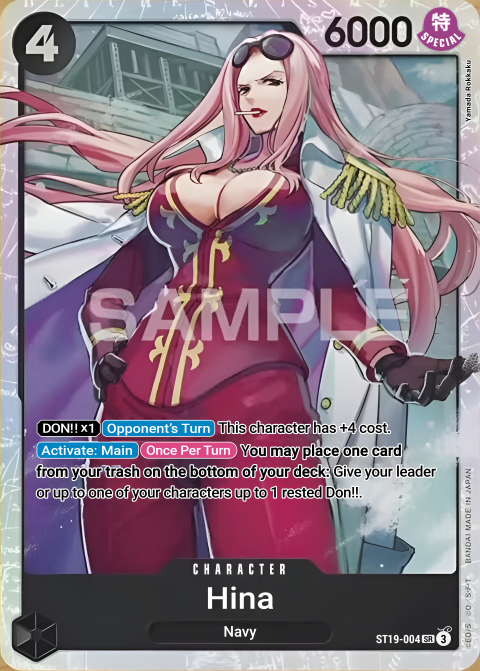 4
6000
特
SPECIAL
Yamada Rokkaku
SAMPLE
DON!!×1 Opponent's Turn This character has +4 cost.
Activate: Main Once Per Turn You may place one card
from your trash on the bottom of your deck: Give your leader
or up to one of your characters up to 1 rested Don!!.
CHARACTER
Hina
Navy
ST19-004 SR 3
BANDAI MADE IN JAPAN